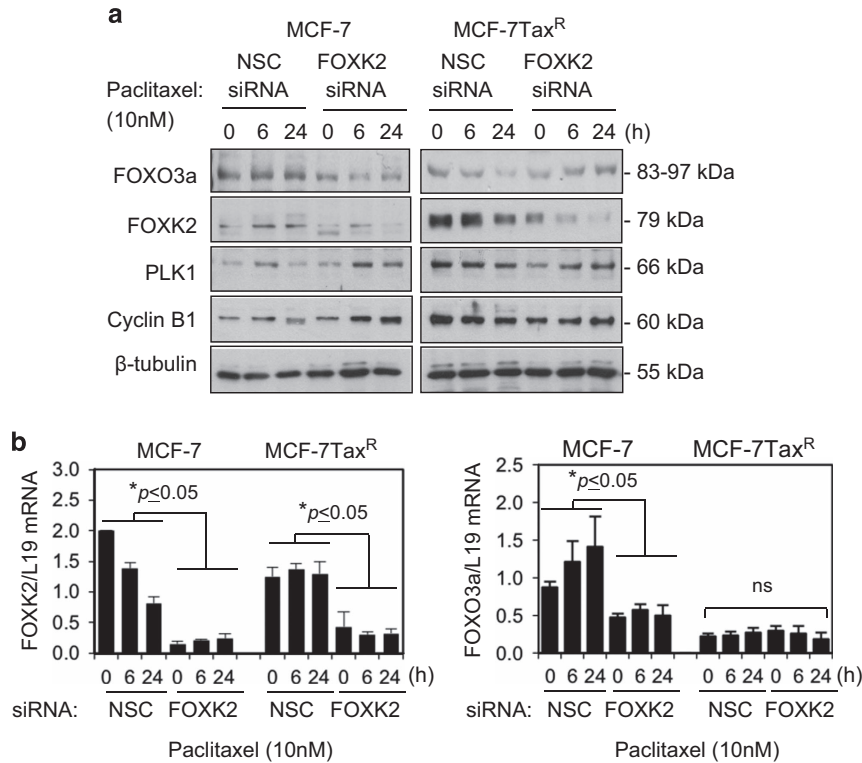 a
MCF-7 MCF-7Tax^R
NSC FOXK2 NSC FOXK2
Paclitaxel: siRNA siRNA siRNA siRNA
(10nM)
0 6 24 0 6 24 0 6 24 0 6 24 (h)
FOXO3a - 83-97 kDa
FOXK2 - 79 kDa
PLK1 - 66 kDa
Cyclin B1 - 60 kDa
β-tubulin - 55 kDa
b
MCF-7 MCF-7Tax^R
FOXK2/L19 mRNA
3.0
2.5
2.0
1.5
1.0
0.5
0.0
*p≤0.05
*p≤0.05
0 6 24 0 6 24 0 6 24 0 6 24 (h)
siRNA: NSC FOXK2 NSC FOXK2
Paclitaxel (10nM)
MCF-7 MCF-7Tax^R
FOXO3a/L19 mRNA
2.5
2.0
1.5
1.0
0.5
0.0
*p≤0.05
ns
0 6 24 0 6 24 0 6 24 0 6 24 (h)
siRNA: NSC FOXK2 NSC FOXK2
Paclitaxel (10nM)